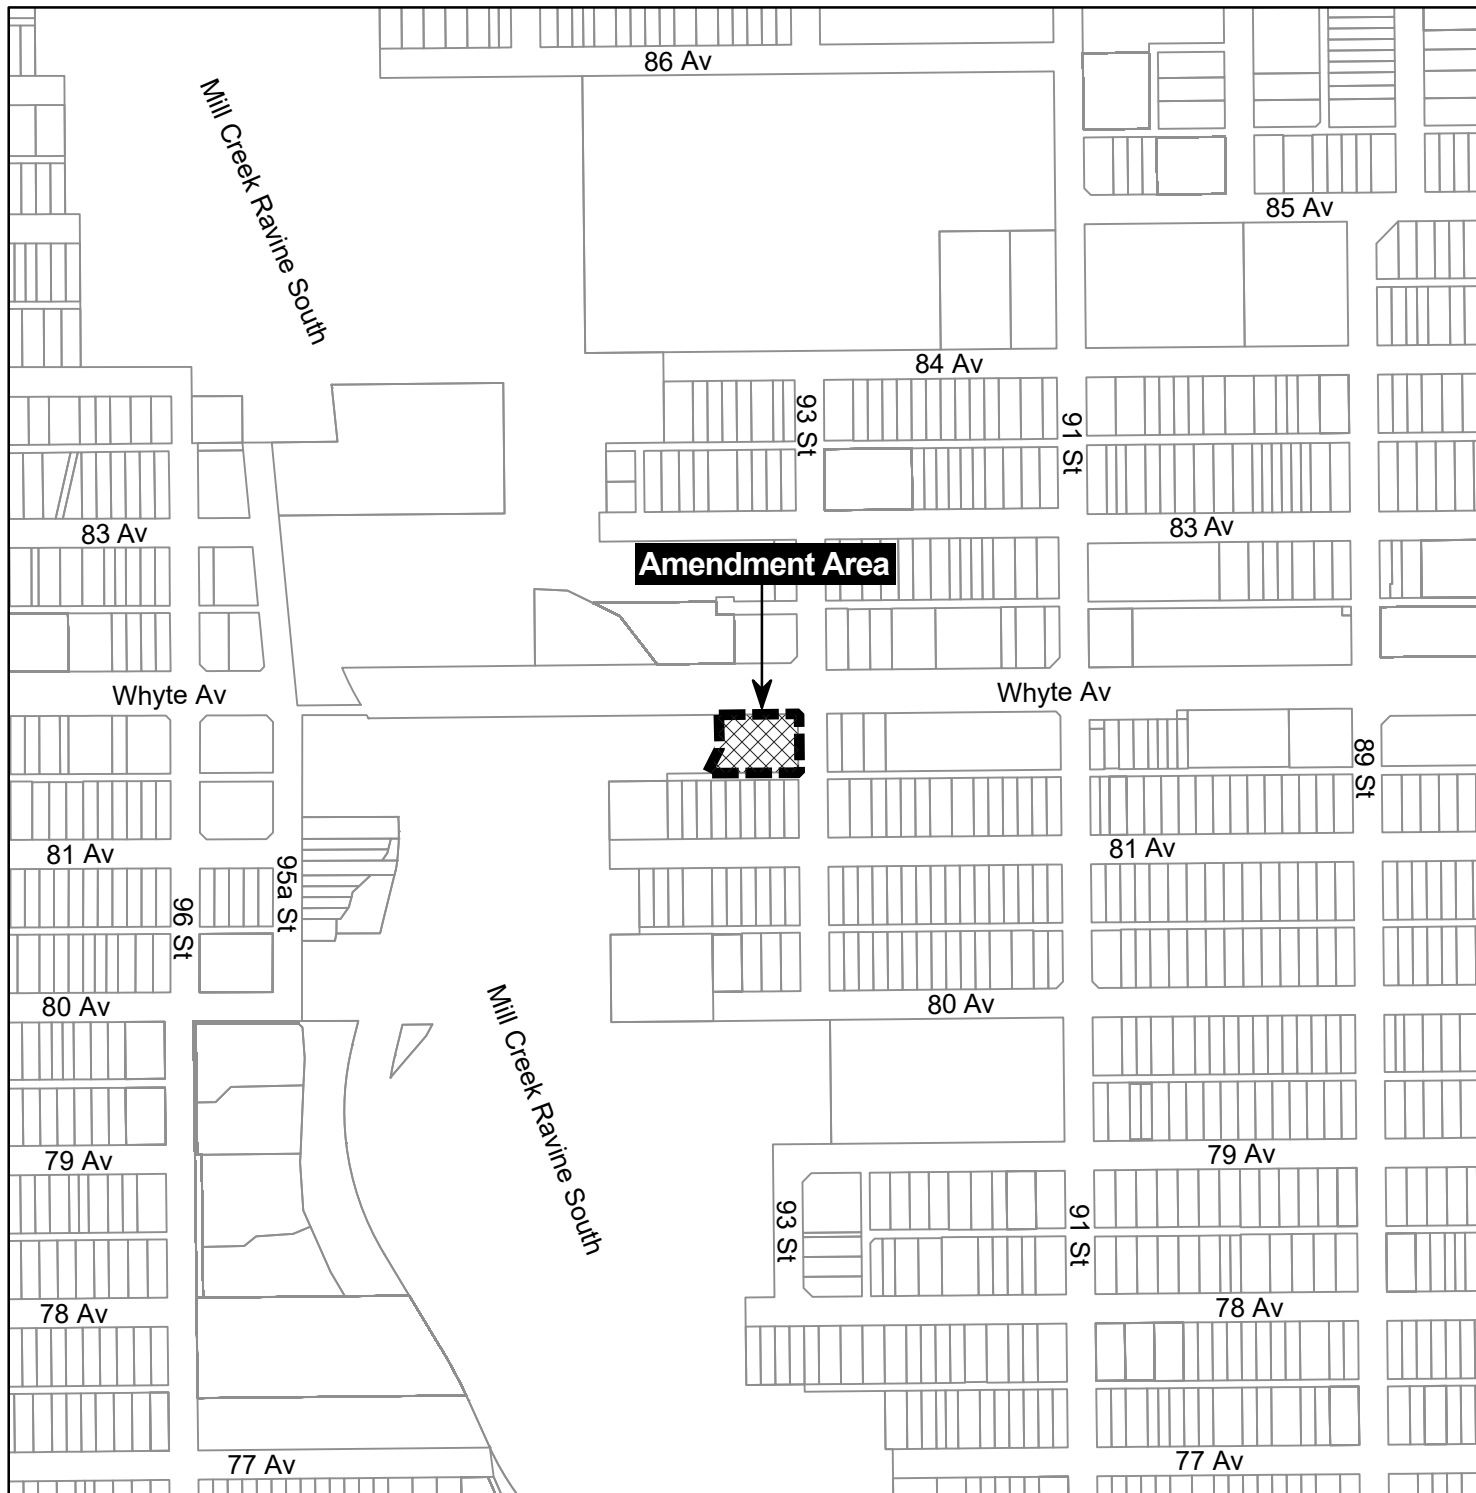 86 Av
Mill Creek Ravine South
85 Av
84 Av
93 St
91 St
83 Av
83 Av
Amendment Area
Whyte Av
Whyte Av
89 St
81 Av
81 Av
95a St
96 St
80 Av
80 Av
Mill Creek Ravine South
79 Av
79 Av
93 St
91 St
78 Av
78 Av
77 Av
77 Av